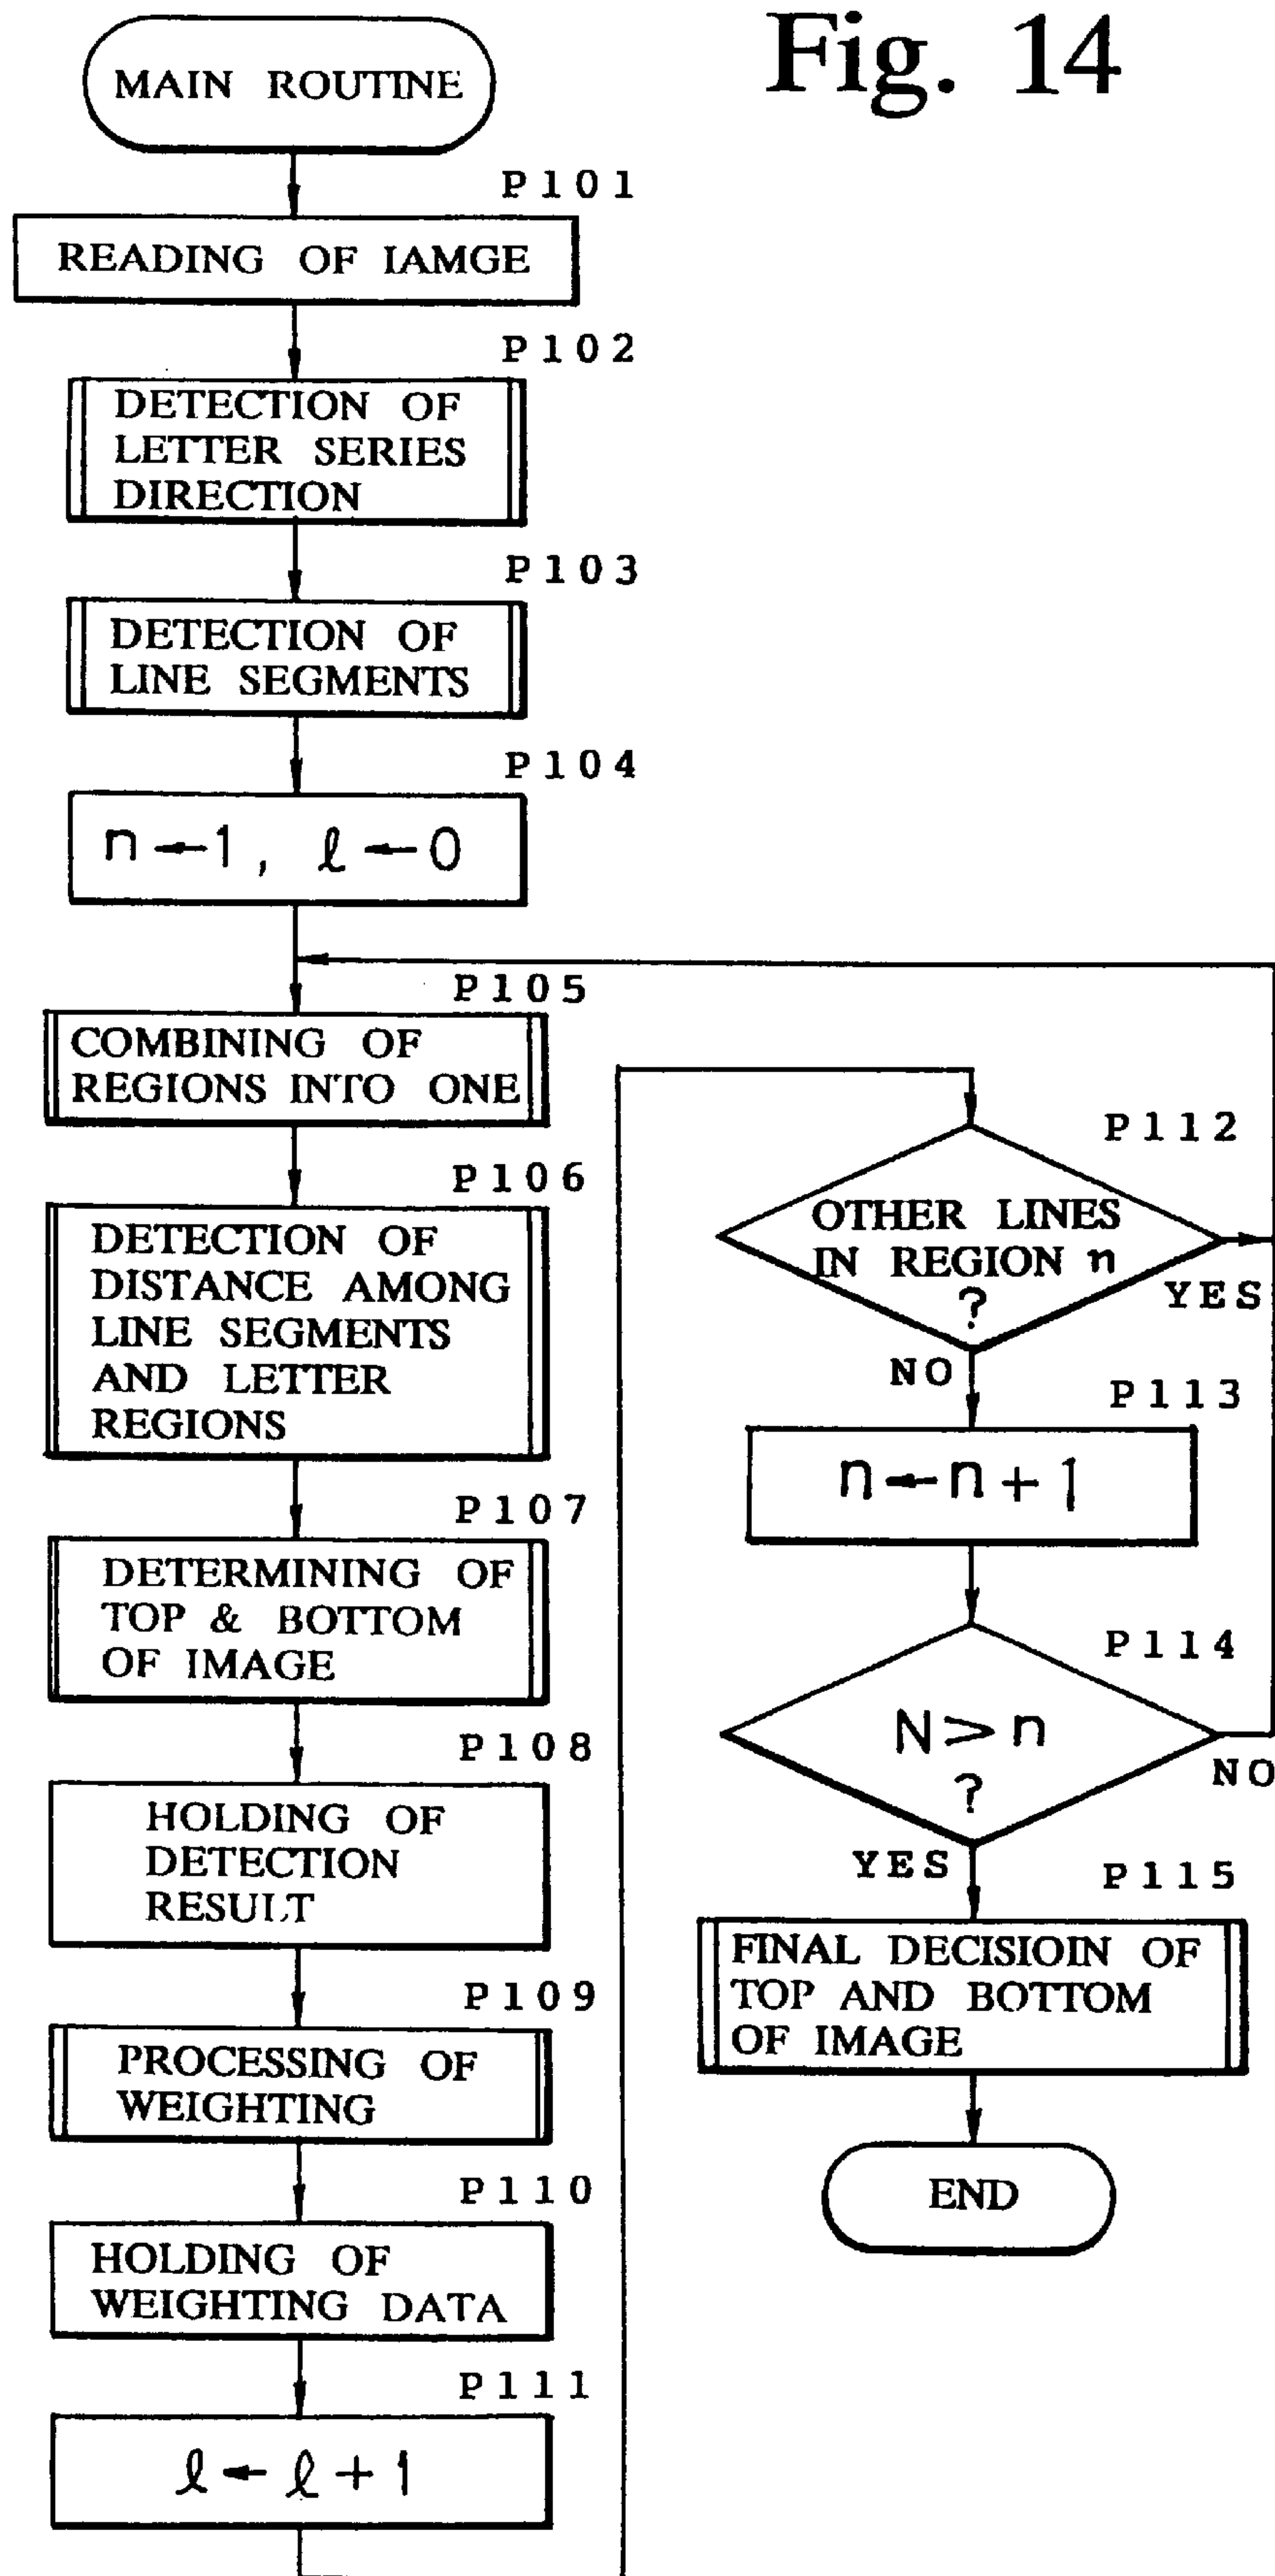 Fig. 14
MAIN ROUTINE
P101
READING OF IAMGE
P102
DETECTION OF
LETTER SERIES
DIRECTION
P103
DETECTION OF
LINE SEGMENTS
P104
n←1, ℓ←0
P105
COMBINING OF
REGIONS INTO ONE
P106
DETECTION OF
DISTANCE AMONG
LINE SEGMENTS
AND LETTER
REGIONS
P107
DETERMINING OF
TOP & BOTTOM
OF IMAGE
P108
HOLDING OF
DETECTION
RESULT
P109
PROCESSING OF
WEIGHTING
P110
HOLDING OF
WEIGHTING DATA
P111
ℓ←ℓ+1
P112
OTHER LINES
IN REGION n
?
YES
NO
P113
n←n+1
P114
N>n
?
NO
YES
P115
FINAL DECISIOIN OF
TOP AND BOTTOM
OF IMAGE
END